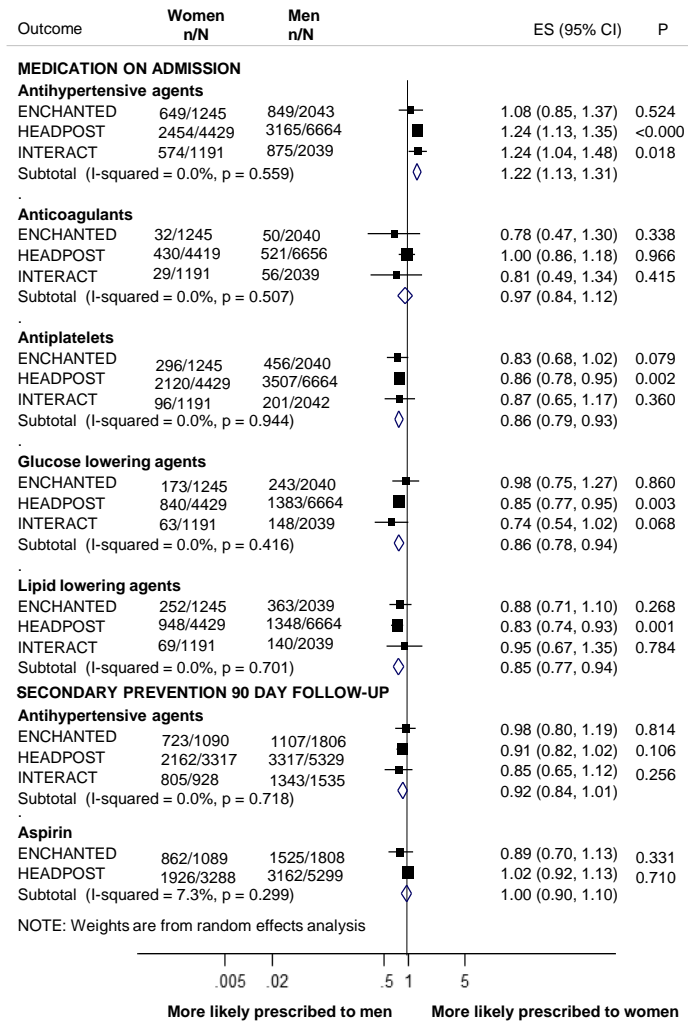 Outcome Women n/N Men n/N ES (95% CI) P
MEDICATION ON ADMISSION
Antihypertensive agents
ENCHANTED 649/1245 849/2043 1.08 (0.85, 1.37) 0.524
HEADPOST 2454/4429 3165/6664 1.24 (1.13, 1.35) <0.000
INTERACT 574/1191 875/2039 1.24 (1.04, 1.48) 0.018
Subtotal (I-squared = 0.0%, p = 0.559) 1.22 (1.13, 1.31)
.
Anticoagulants
ENCHANTED 32/1245 50/2040 0.78 (0.47, 1.30) 0.338
HEADPOST 430/4419 521/6656 1.00 (0.86, 1.18) 0.966
INTERACT 29/1191 56/2039 0.81 (0.49, 1.34) 0.415
Subtotal (I-squared = 0.0%, p = 0.507) 0.97 (0.84, 1.12)
.
Antiplatelets
ENCHANTED 296/1245 456/2040 0.83 (0.68, 1.02) 0.079
HEADPOST 2120/4429 3507/6664 0.86 (0.78, 0.95) 0.002
INTERACT 96/1191 201/2042 0.87 (0.65, 1.17) 0.360
Subtotal (I-squared = 0.0%, p = 0.944) 0.86 (0.79, 0.93)
.
Glucose lowering agents
ENCHANTED 173/1245 243/2040 0.98 (0.75, 1.27) 0.860
HEADPOST 840/4429 1383/6664 0.85 (0.77, 0.95) 0.003
INTERACT 63/1191 148/2039 0.74 (0.54, 1.02) 0.068
Subtotal (I-squared = 0.0%, p = 0.416) 0.86 (0.78, 0.94)
.
Lipid lowering agents
ENCHANTED 252/1245 363/2039 0.88 (0.71, 1.10) 0.268
HEADPOST 948/4429 1348/6664 0.83 (0.74, 0.93) 0.001
INTERACT 69/1191 140/2039 0.95 (0.67, 1.35) 0.784
Subtotal (I-squared = 0.0%, p = 0.701) 0.85 (0.77, 0.94)
SECONDARY PREVENTION 90 DAY FOLLOW-UP
Antihypertensive agents
ENCHANTED 723/1090 1107/1806 0.98 (0.80, 1.19) 0.814
HEADPOST 2162/3317 3317/5329 0.91 (0.82, 1.02) 0.106
INTERACT 805/928 1343/1535 0.85 (0.65, 1.12) 0.256
Subtotal (I-squared = 0.0%, p = 0.718) 0.92 (0.84, 1.01)
.
Aspirin
ENCHANTED 862/1089 1525/1808 0.89 (0.70, 1.13) 0.331
HEADPOST 1926/3288 3162/5299 1.02 (0.92, 1.13) 0.710
Subtotal (I-squared = 7.3%, p = 0.299) 1.00 (0.90, 1.10)
NOTE: Weights are from random effects analysis
.005 .02 .5 1 5
More likely prescribed to men More likely prescribed to women